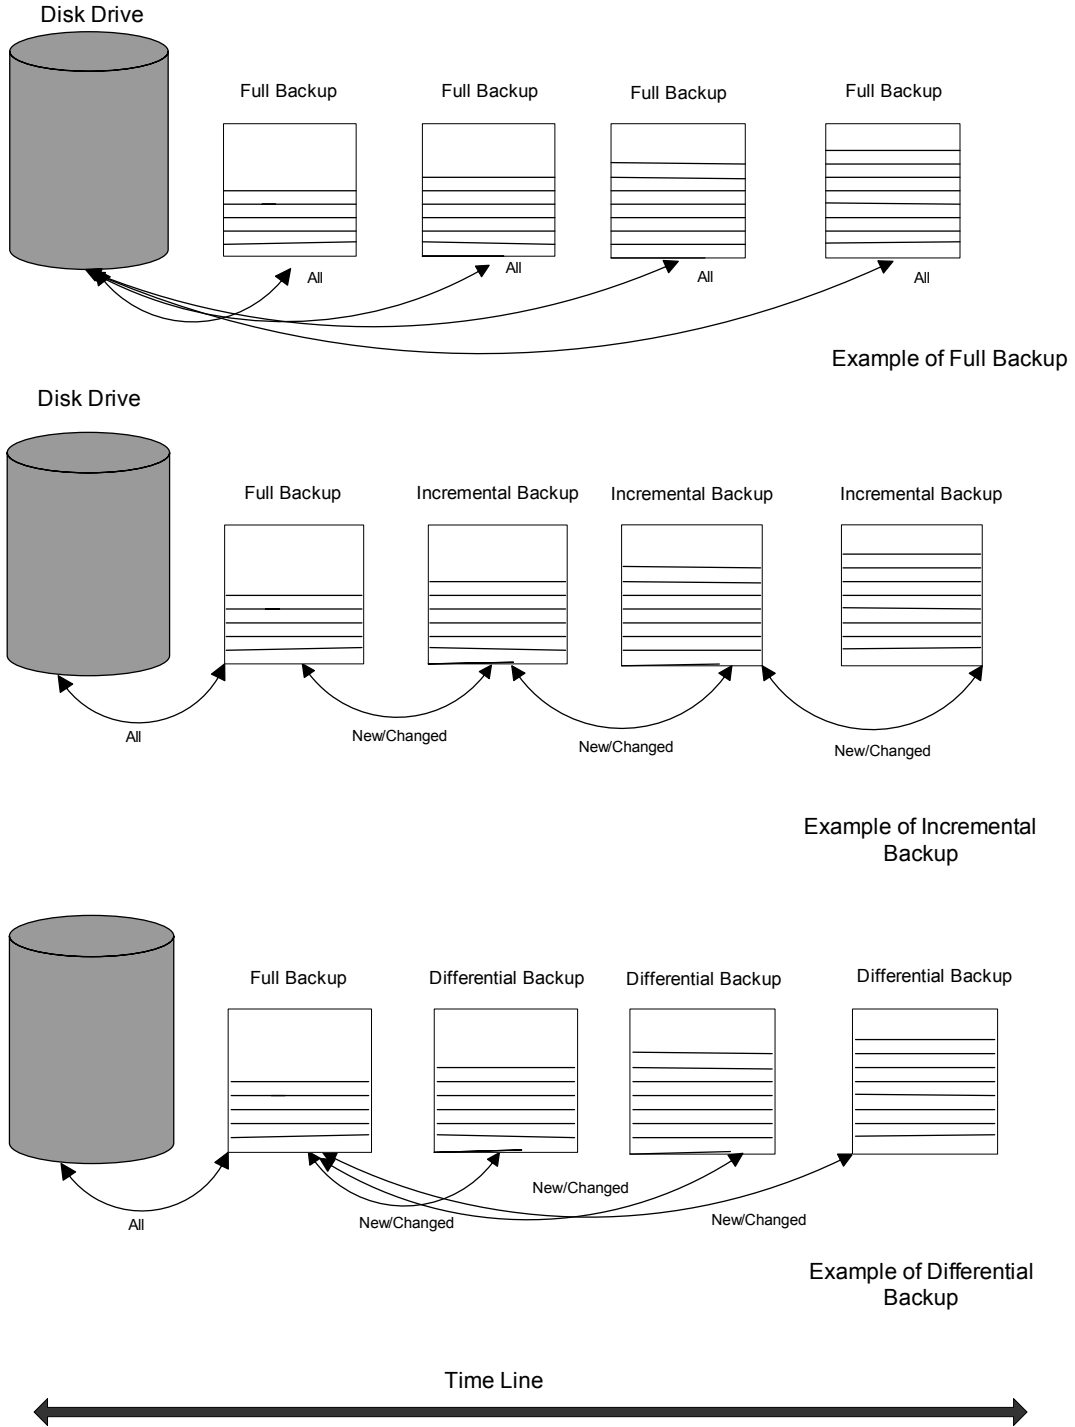 Disk Drive
Full Backup
Full Backup
Full Backup
Full Backup
All
All
All
All
Example of Full Backup
Disk Drive
Full Backup
Incremental Backup
Incremental Backup
Incremental Backup
All
New/Changed
New/Changed
New/Changed
Example of Incremental
Backup
Full Backup
Differential Backup
Differential Backup
Differential Backup
All
New/Changed
New/Changed
New/Changed
Example of Differential
Backup
Time Line